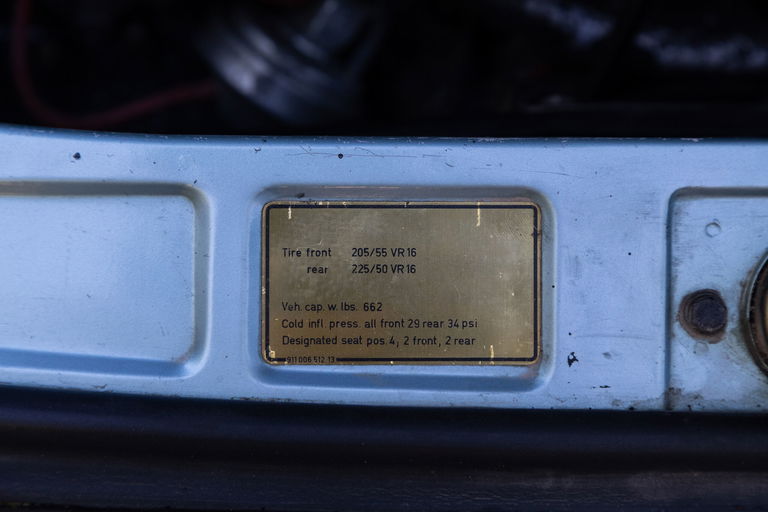 Tire front 205/55 VR 16
rear 225/50 VR 16
Veh. cap. w. lbs. 662
Cold infl. press. all front 29 rear 34 psi
Designated seat pos. 4, 2 front, 2 rear
911 006 512 13